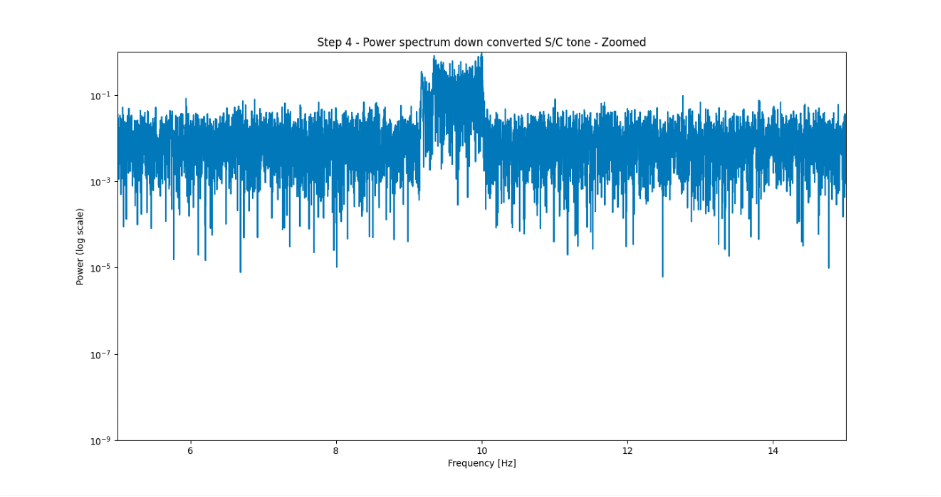 Step 4 - Power spectrum down converted S/C tone - Zoomed
10⁻¹
10⁻³
10⁻⁵
10⁻⁷
10⁻⁹
Power (log scale)
6 8 10 12 14
Frequency [Hz]